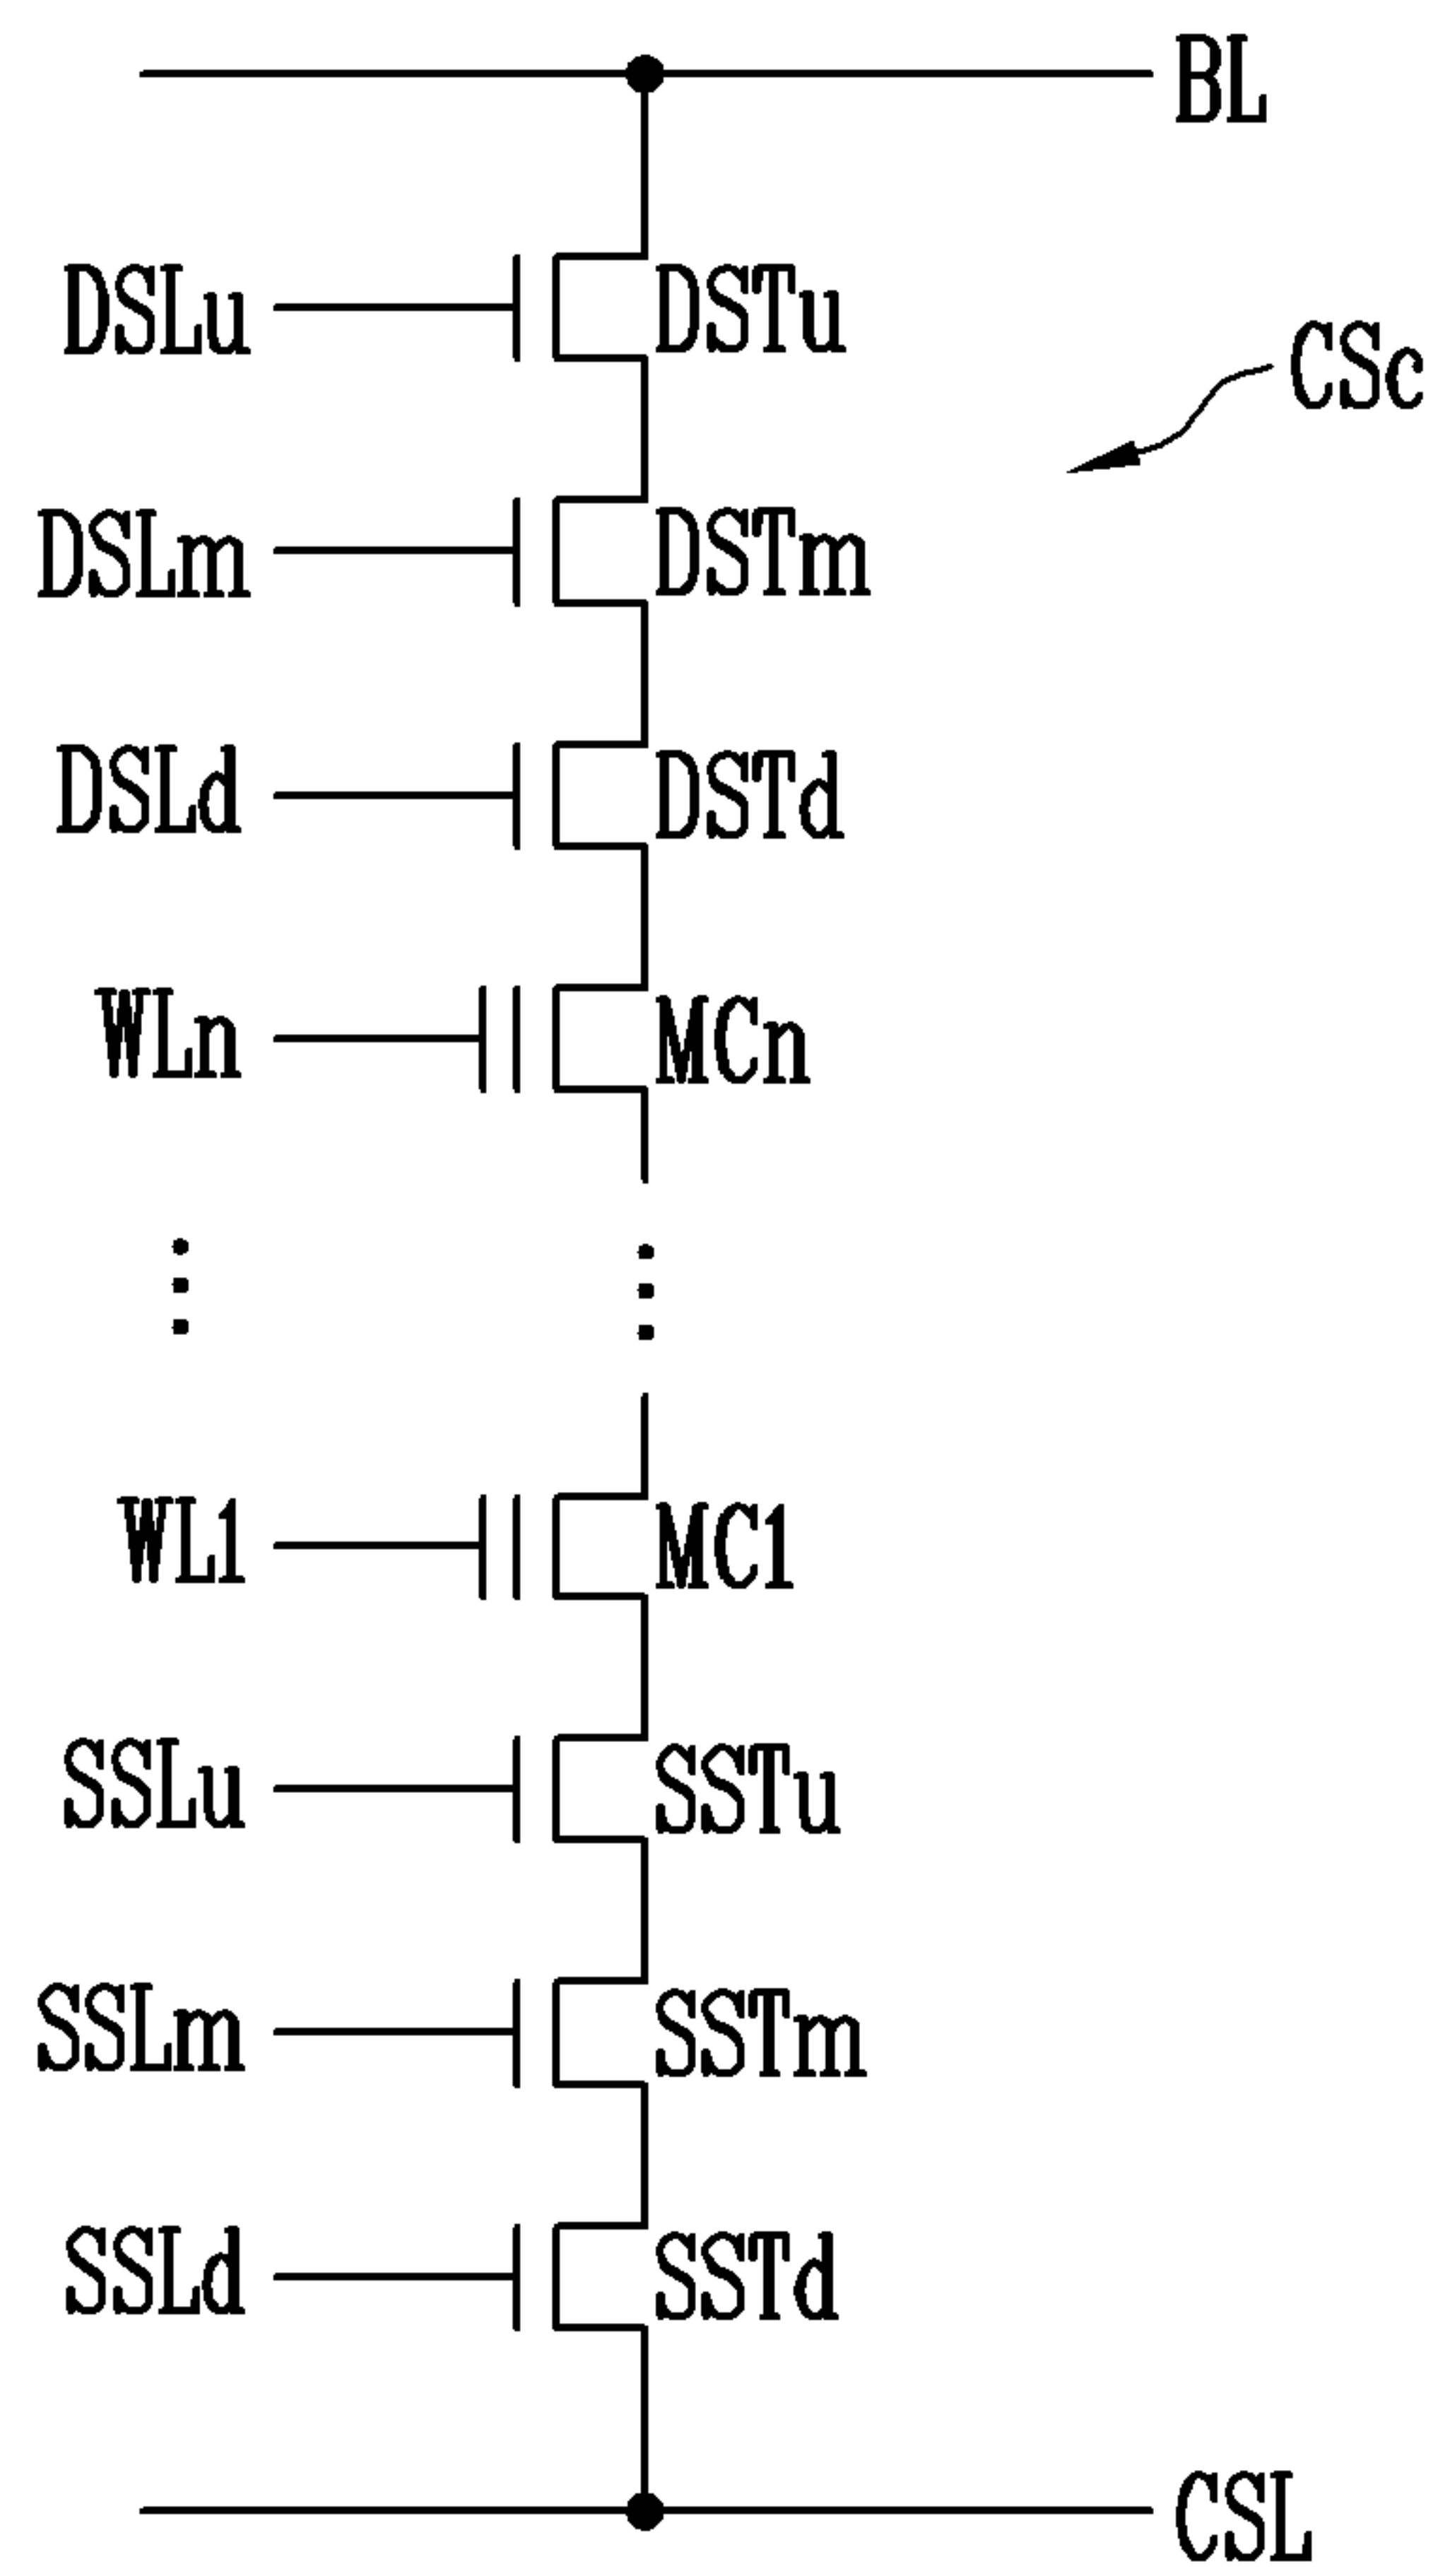 BL
DSLu DSTu
CSc
DSLm DSTm
DSLd DSTd
WLn MCn
WL1 MC1
SSLu SSTu
SSLm SSTm
SSLd SSTd
CSL